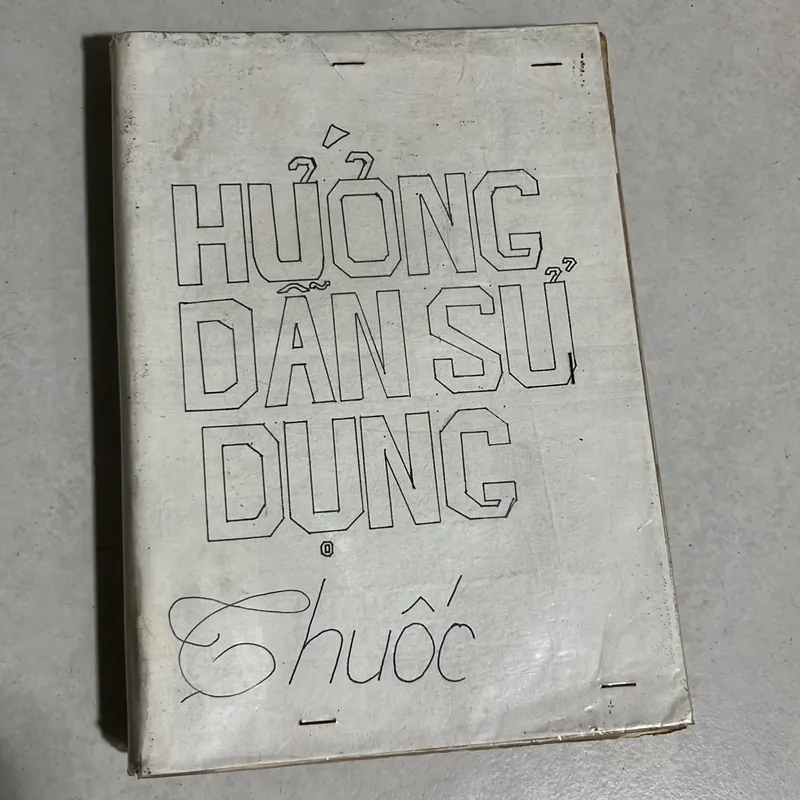 HƯỚNG
DẪN SỬ
DỤNG
Thuốc